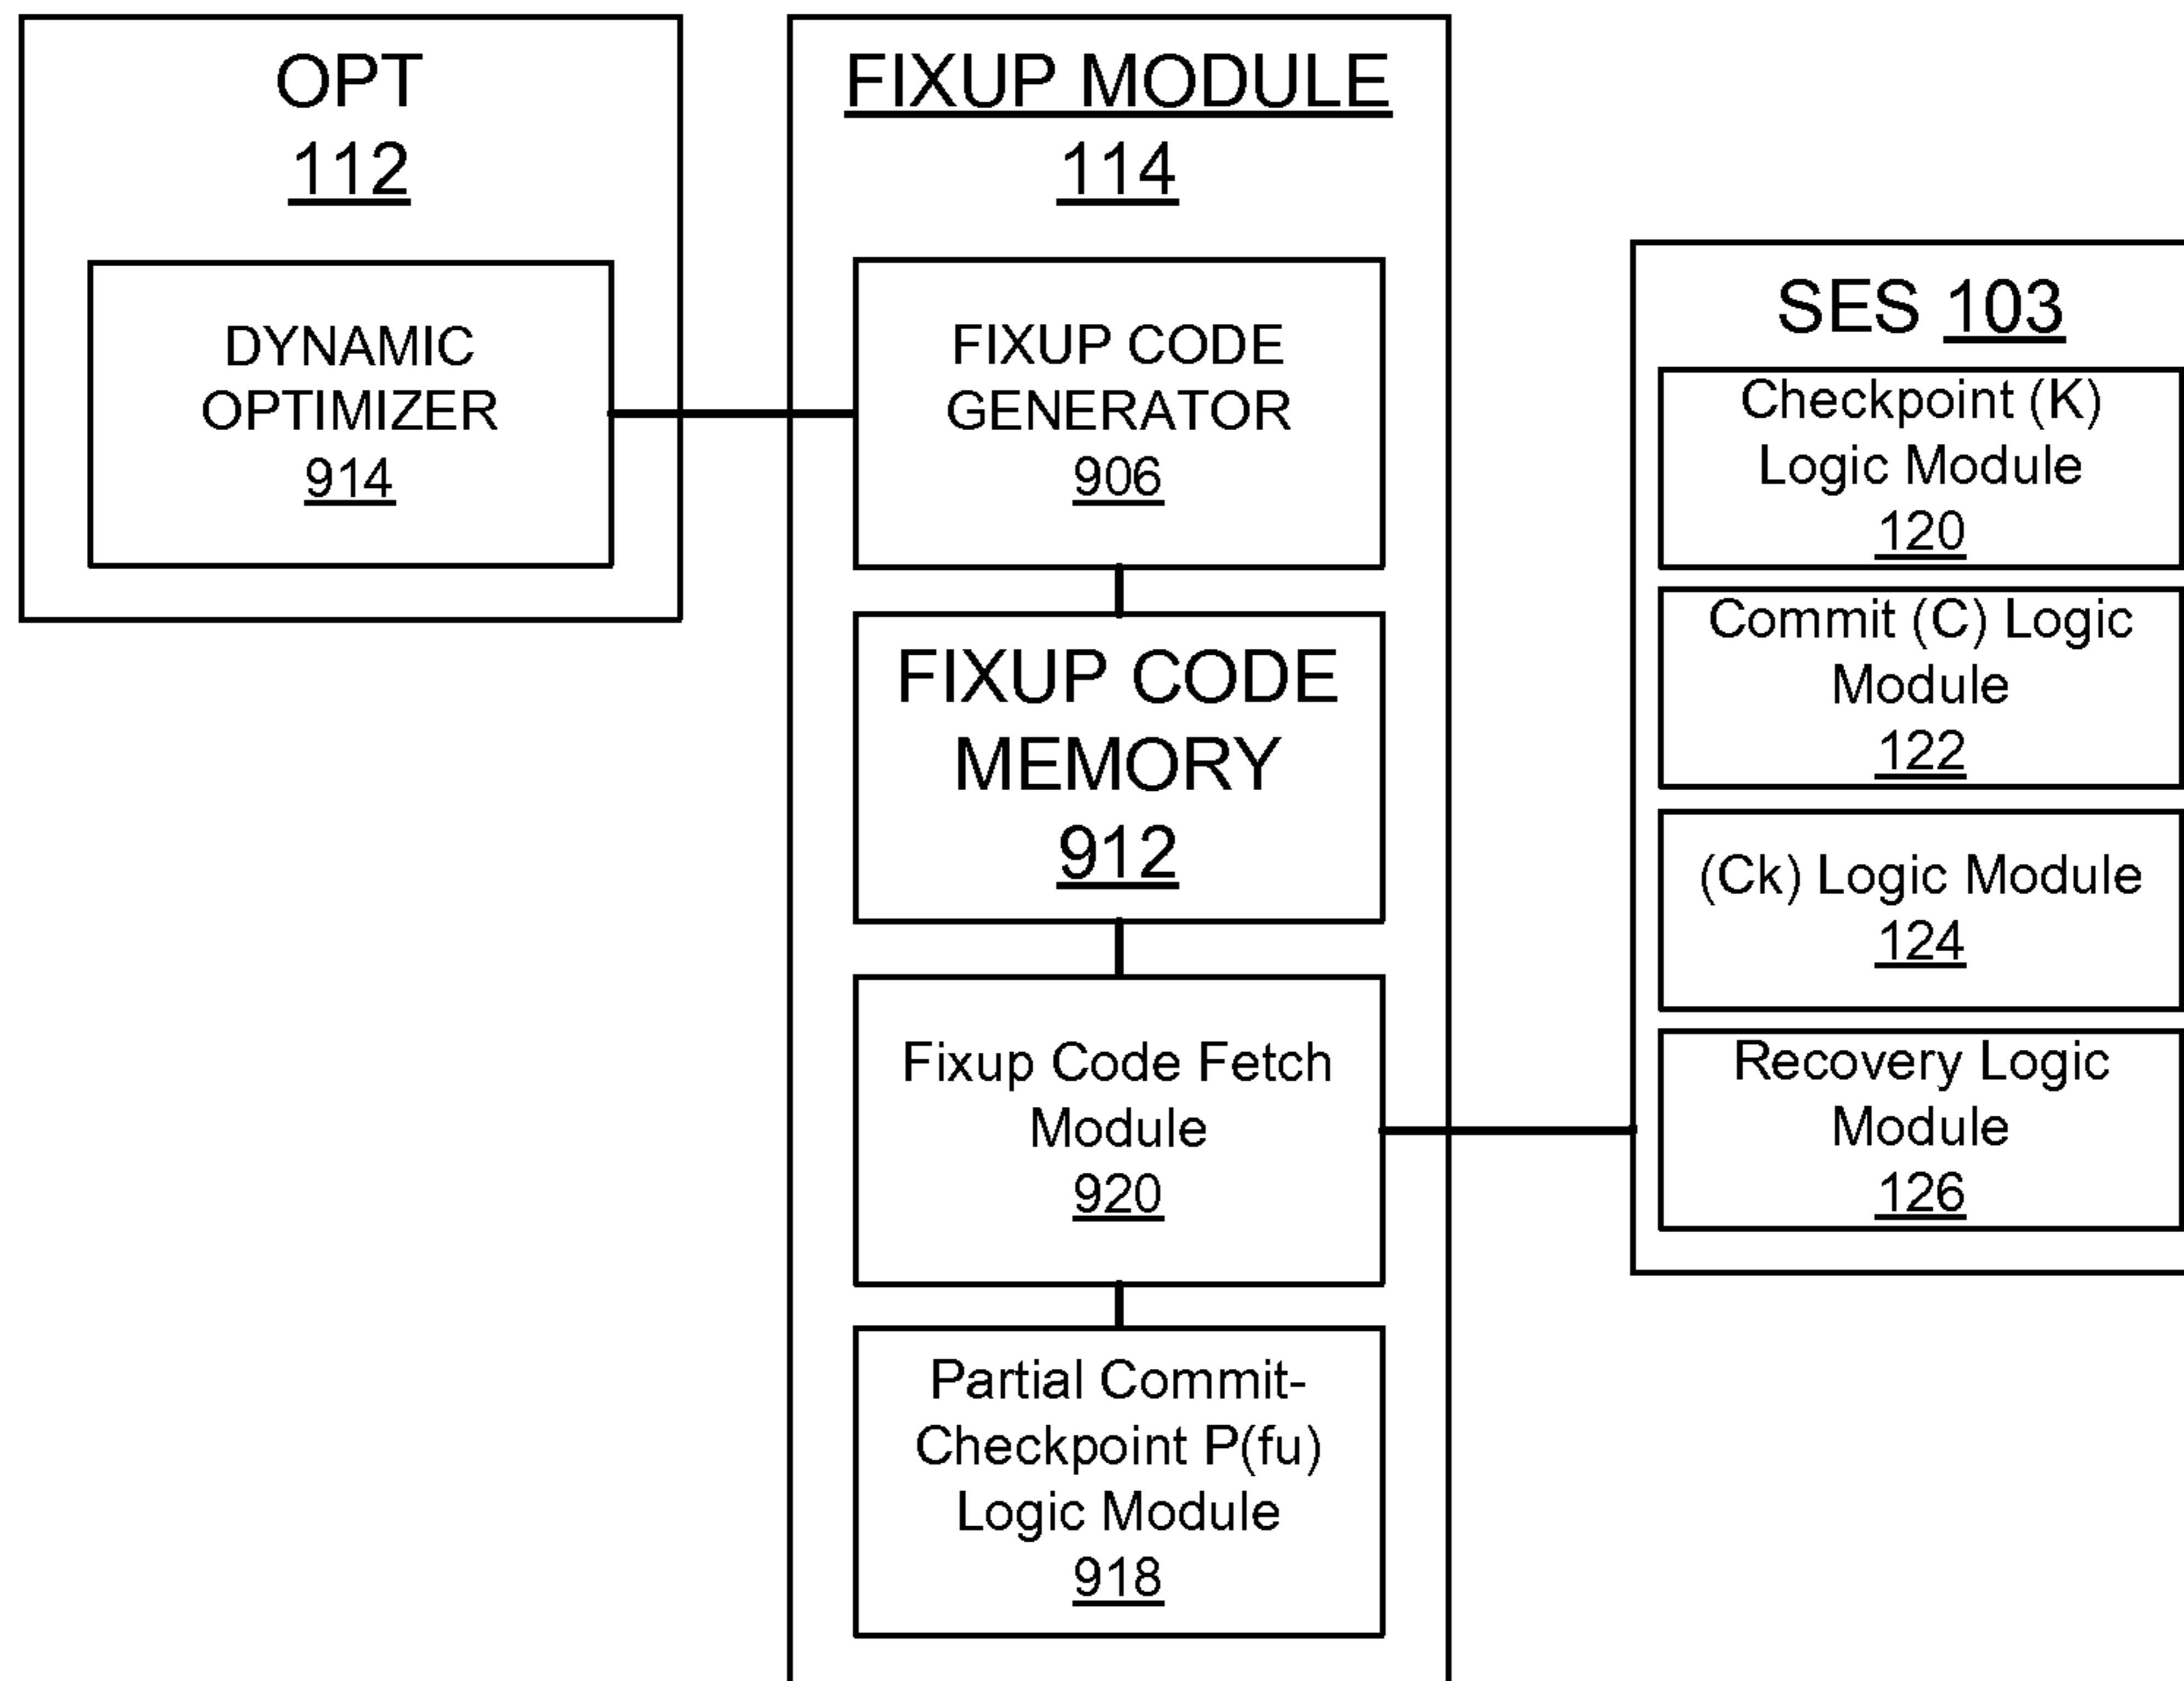 OPT
112
DYNAMIC
OPTIMIZER
914
FIXUP MODULE
114
FIXUP CODE
GENERATOR
906
FIXUP CODE
MEMORY
912
Fixup Code Fetch
Module
920
Partial Commit-
Checkpoint P(fu)
Logic Module
918
SES 103
Checkpoint (K)
Logic Module
120
Commit (C) Logic
Module
122
(Ck) Logic Module
124
Recovery Logic
Module
126